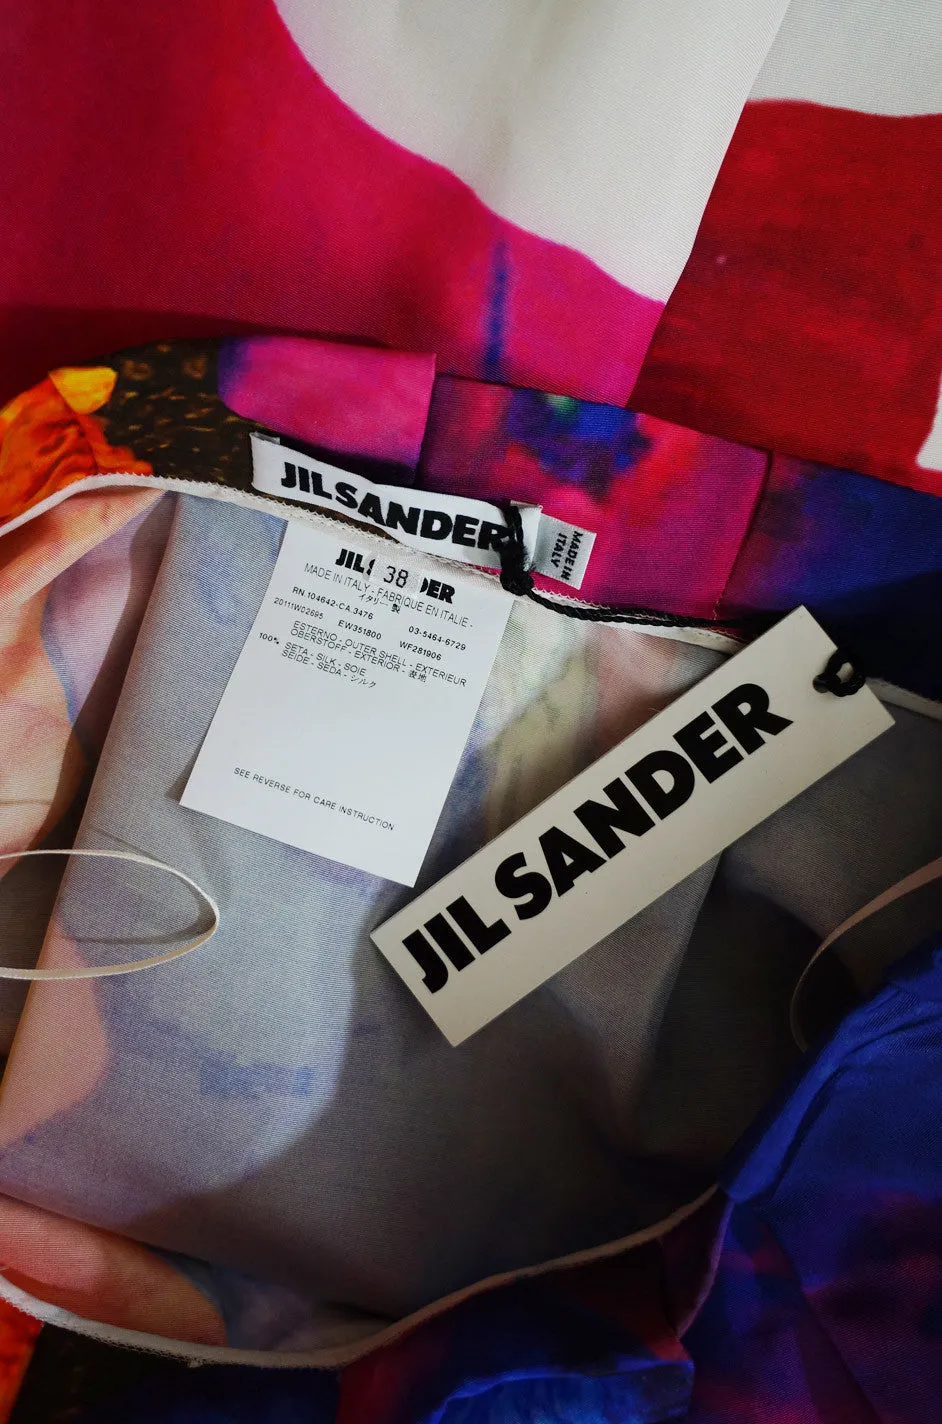 JIL SANDER
MADE IN
ITALY
38
MADE IN ITALY - FABRIQUE EN ITALIE -
イタリー製
RN 104642-CA 3476
03-5464-6729
20111W02695 EW351800 WF281906
ESTERNO - OUTER SHELL - EXTERIEUR
OBERSTOFF - EXTERIOR - 表地
100% SETA - SILK - SOIE
SEIDE - SEDA - シルク
SEE REVERSE FOR CARE INSTRUCTION
JIL SANDER